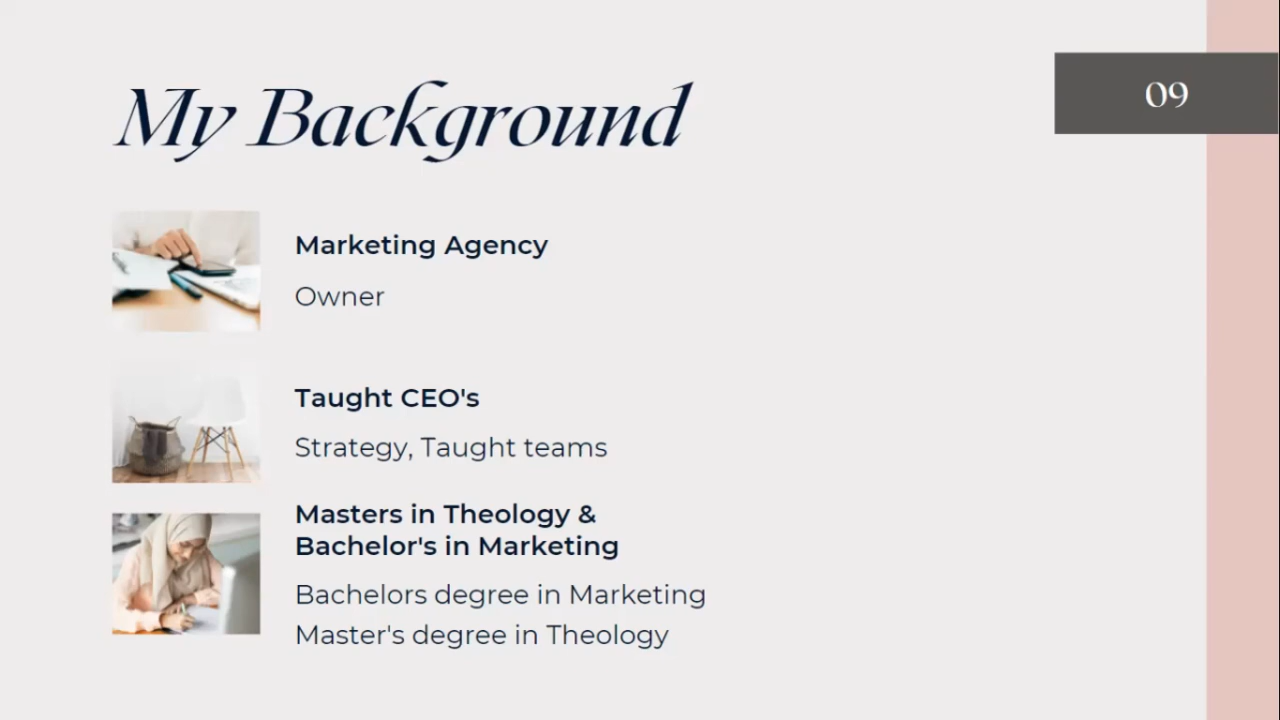 My Background
09
Marketing Agency
Owner
Taught CEO's
Strategy, Taught teams
Masters in Theology &
Bachelor's in Marketing
Bachelors degree in Marketing
Master's degree in Theology